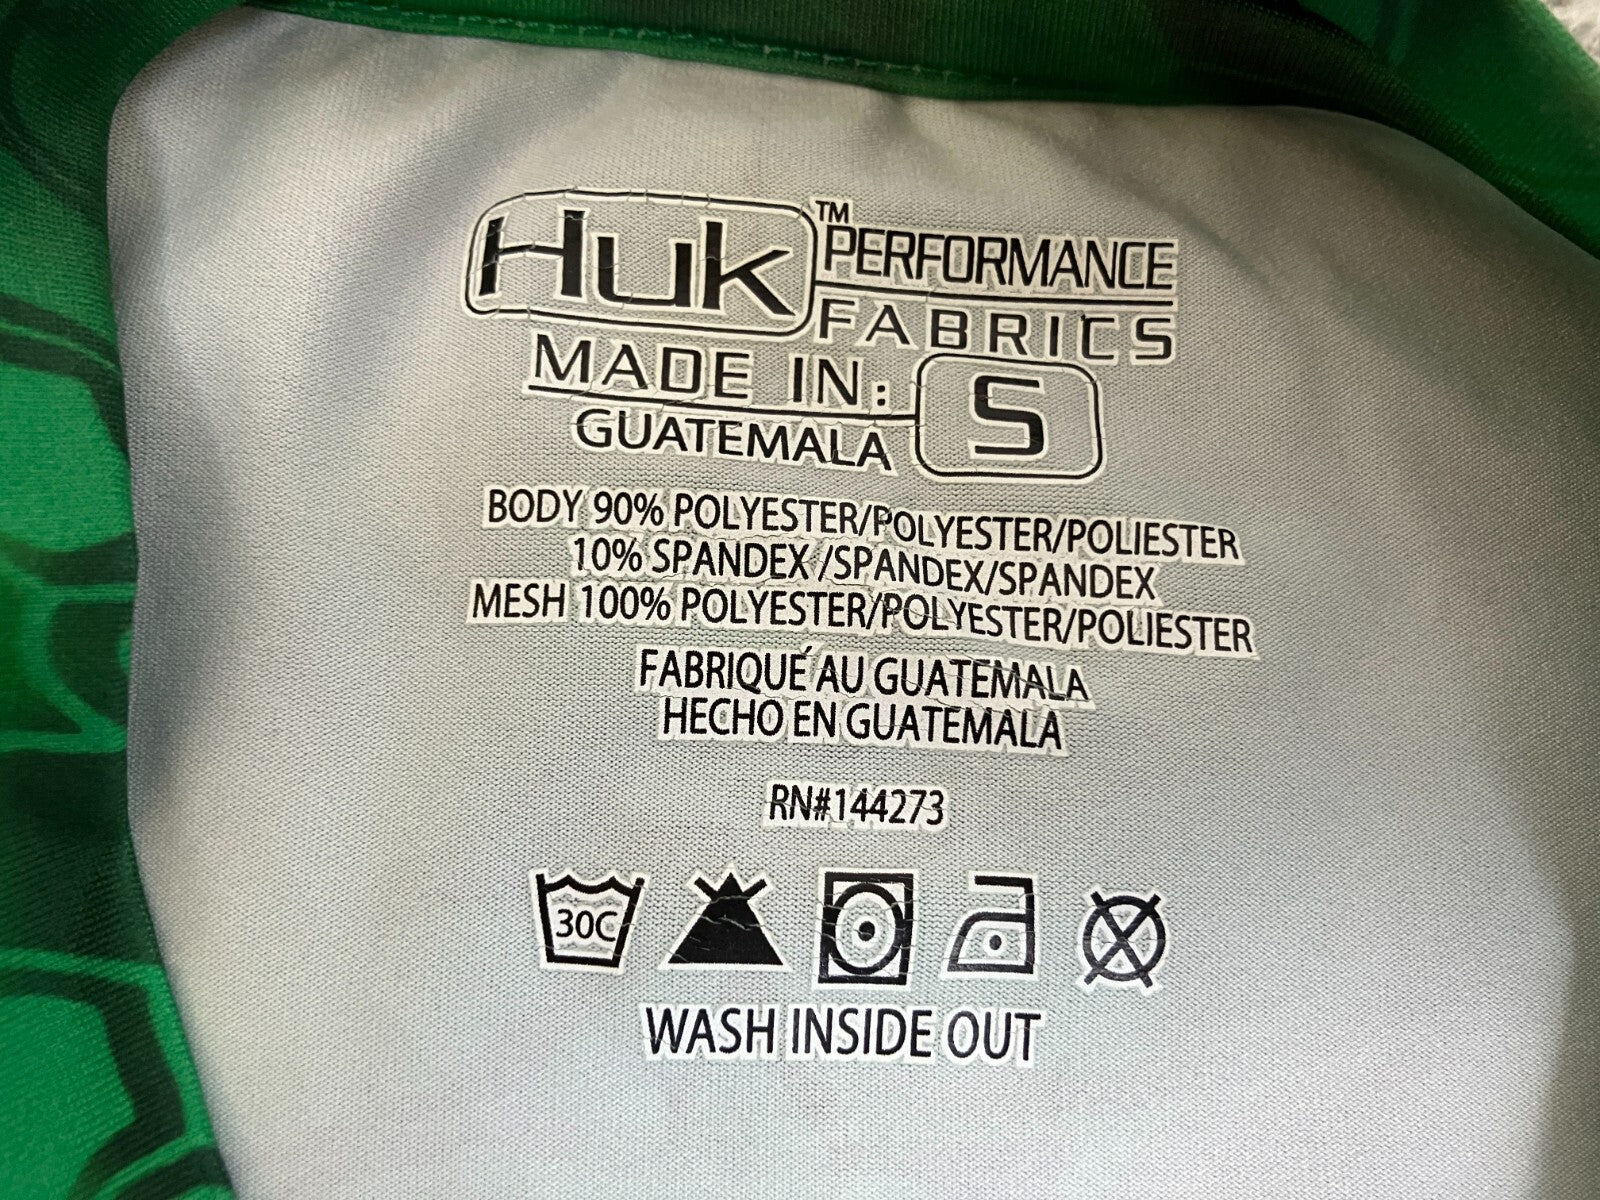 Huk™ PERFORMANCE
FABRICS
MADE IN: S
GUATEMALA
BODY 90% POLYESTER/POLYESTER/POLIESTER
10% SPANDEX /SPANDEX/SPANDEX
MESH 100% POLYESTER/POLYESTER/POLIESTER
FABRIQUÉ AU GUATEMALA
HECHO EN GUATEMALA
RN#144273
30C
WASH INSIDE OUT